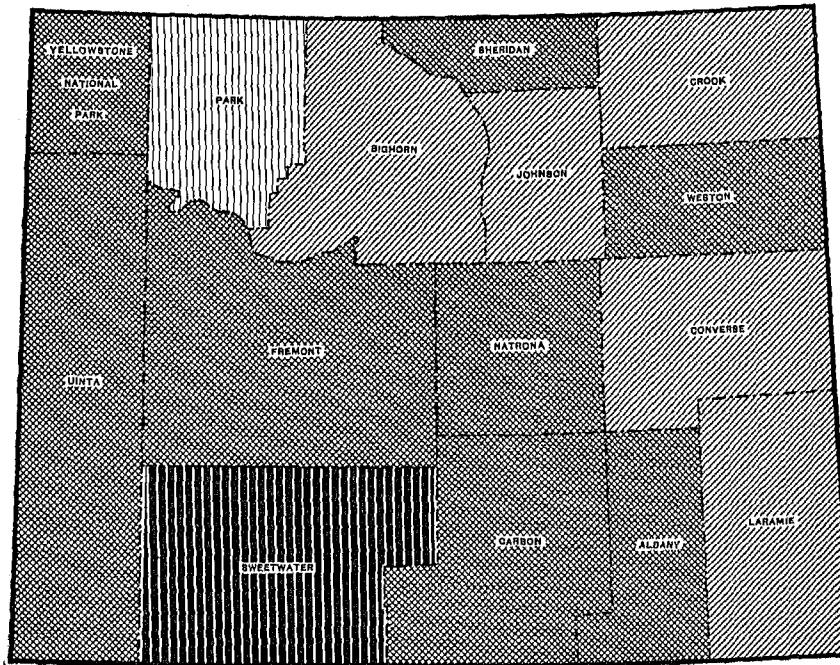 YELLOWSTONE
NATIONAL
PARK
PARK
SHERIDAN
CROOK
BIGHORN
JOHNSON
WESTON
FREMONT
NATRONA
CONVERSE
UINTA
SWEETWATER
CARBON
ALBANY
LARAMIE